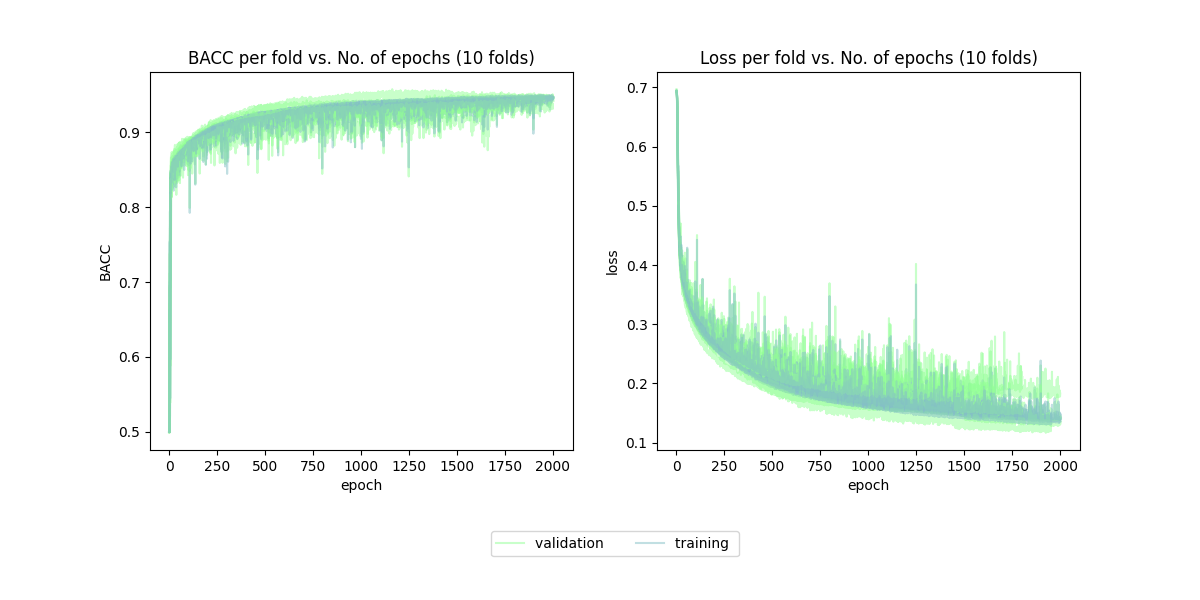 BACC per fold vs. No. of epochs (10 folds)
BACC
0.9
0.8
0.7
0.6
0.5
0 250 500 750 1000 1250 1500 1750 2000
epoch
Loss per fold vs. No. of epochs (10 folds)
loss
0.7
0.6
0.5
0.4
0.3
0.2
0.1
0 250 500 750 1000 1250 1500 1750 2000
epoch
validation training